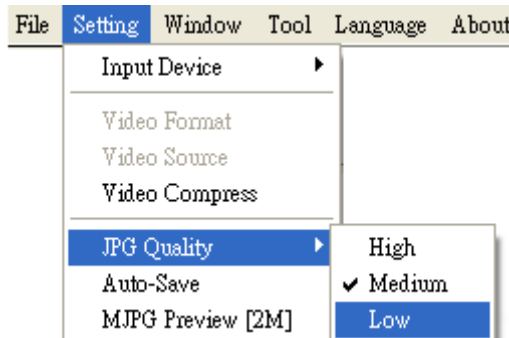 File Setting Window Tool Language About
Input Device
Video Format
Video Source
Video Compress
JPG Quality High
Auto-Save Medium
MJPG Preview [2M] Low